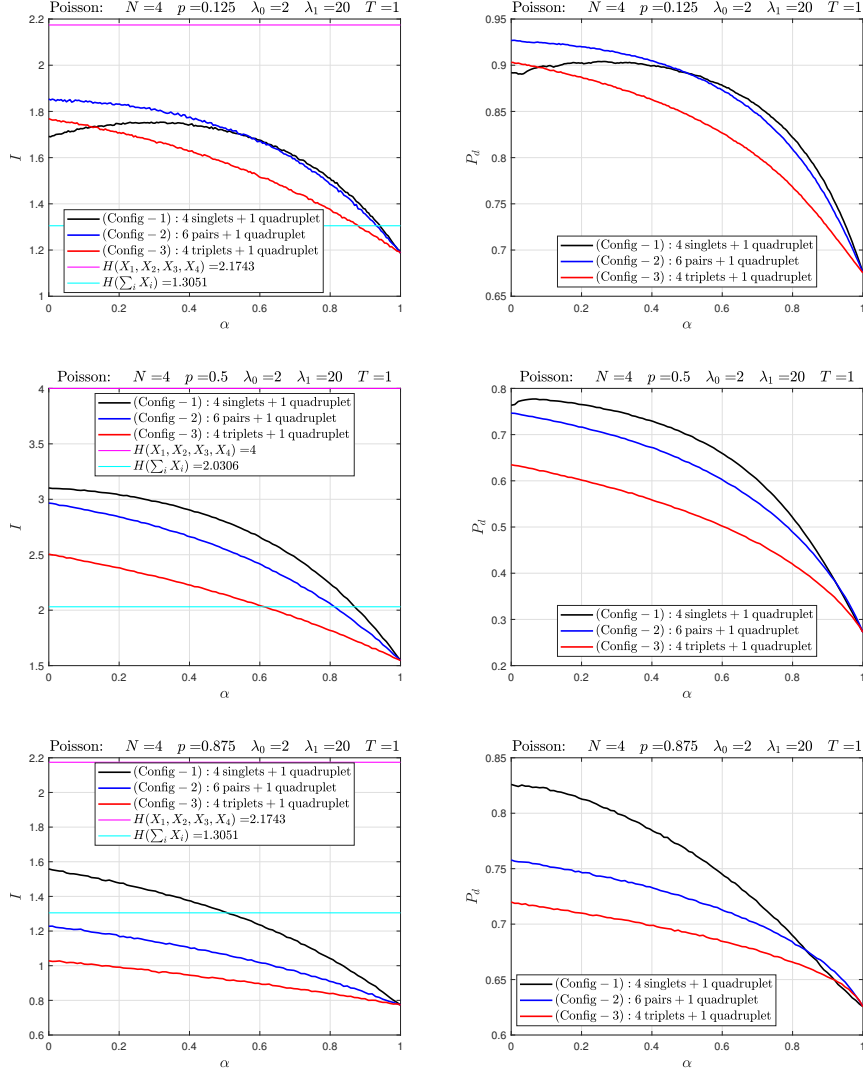 Poisson: N =4 p =0.125 λ₀ =2 λ₁ =20 T =1
2.2
2
1.8
1.6
1.4
1.2
1
I
(Config − 1) : 4 singlets + 1 quadruplet
(Config − 2) : 6 pairs + 1 quadruplet
(Config − 3) : 4 triplets + 1 quadruplet
H(X₁, X₂, X₃, X₄) =2.1743
H(∑ᵢ Xᵢ) =1.3051
0 0.2 0.4 0.6 0.8 1
α
Poisson: N =4 p =0.125 λ₀ =2 λ₁ =20 T =1
0.95
0.9
0.85
0.8
0.75
0.7
0.65
P_d
(Config − 1) : 4 singlets + 1 quadruplet
(Config − 2) : 6 pairs + 1 quadruplet
(Config − 3) : 4 triplets + 1 quadruplet
0 0.2 0.4 0.6 0.8 1
α
Poisson: N =4 p =0.5 λ₀ =2 λ₁ =20 T =1
4
3.5
3
2.5
2
1.5
I
(Config − 1) : 4 singlets + 1 quadruplet
(Config − 2) : 6 pairs + 1 quadruplet
(Config − 3) : 4 triplets + 1 quadruplet
H(X₁, X₂, X₃, X₄) =4
H(∑ᵢ Xᵢ) =2.0306
0 0.2 0.4 0.6 0.8 1
α
Poisson: N =4 p =0.5 λ₀ =2 λ₁ =20 T =1
0.8
0.7
0.6
0.5
0.4
0.3
0.2
P_d
(Config − 1) : 4 singlets + 1 quadruplet
(Config − 2) : 6 pairs + 1 quadruplet
(Config − 3) : 4 triplets + 1 quadruplet
0 0.2 0.4 0.6 0.8 1
α
Poisson: N =4 p =0.875 λ₀ =2 λ₁ =20 T =1
2.2
2
1.8
1.6
1.4
1.2
1
0.8
0.6
I
(Config − 1) : 4 singlets + 1 quadruplet
(Config − 2) : 6 pairs + 1 quadruplet
(Config − 3) : 4 triplets + 1 quadruplet
H(X₁, X₂, X₃, X₄) =2.1743
H(∑ᵢ Xᵢ) =1.3051
0 0.2 0.4 0.6 0.8 1
α
Poisson: N =4 p =0.875 λ₀ =2 λ₁ =20 T =1
0.85
0.8
0.75
0.7
0.65
0.6
P_d
(Config − 1) : 4 singlets + 1 quadruplet
(Config − 2) : 6 pairs + 1 quadruplet
(Config − 3) : 4 triplets + 1 quadruplet
0 0.2 0.4 0.6 0.8 1
α